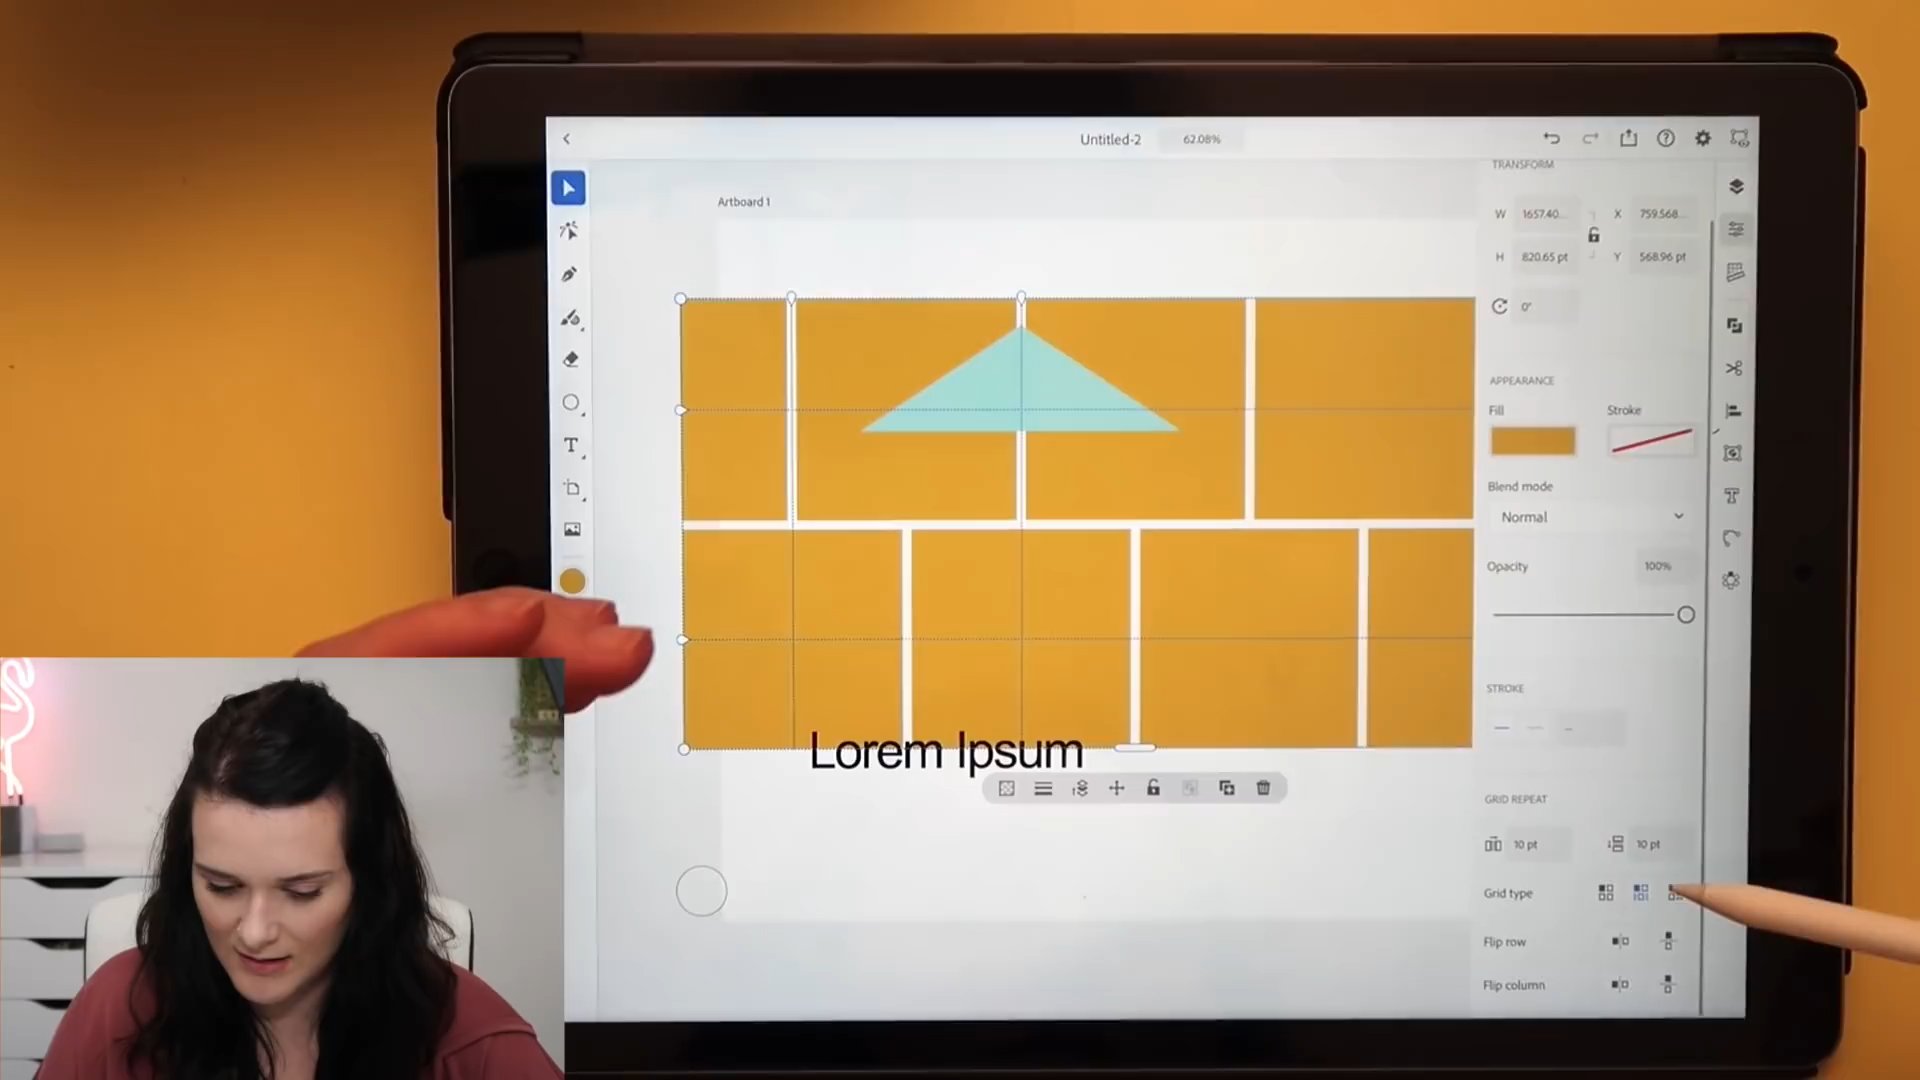 Untitled-2
62.08%
TRANSFORM
Artboard 1
W 1657.40... X 759.568...
H 820.65 pt Y 568.96 pt
0°
APPEARANCE
Fill Stroke
Blend mode
Normal
T
Opacity 100%
STROKE
Lorem Ipsum
GRID REPEAT
10 pt 10 pt
Grid type
Flip row
Flip column